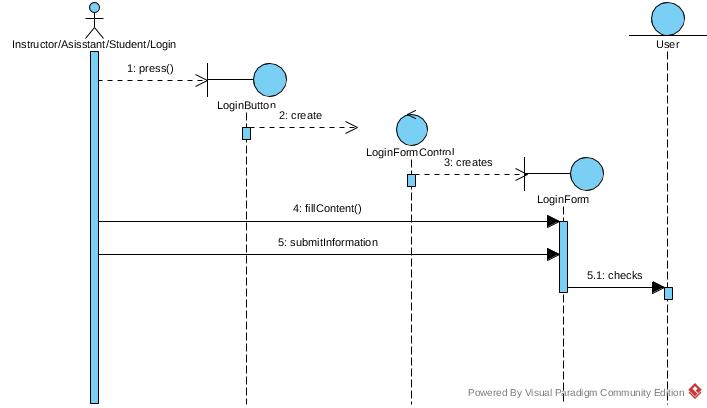 Instructor/Asisstant/Student/Login
User
1: press()
LoginButton
2: create
LoginFormControl
3: creates
LoginForm
4: fillContent()
5: submitInformation
5.1: checks
Powered By Visual Paradigm Community Edition